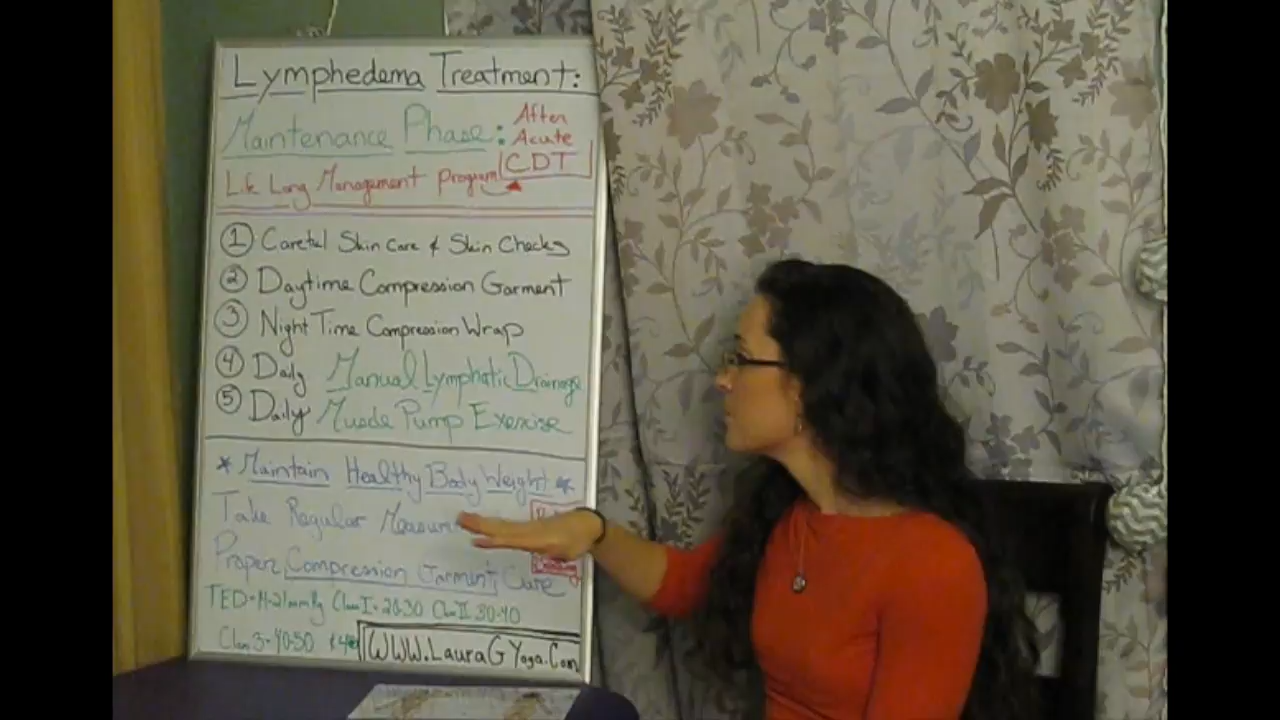 Lymphedema Treatment:
Maintenance Phase:
After
Acute
CDT
Life Long Management Program
1 Careful Skin Care & Skin Checks
2 Daytime Compression Garment
3 Night Time Compression Wrap
4 Daily Manual Lymphatic Drainage
5 Daily Muscle Pump Exercise
* Maintain Healthy Body Weight *
Take Regular
Proper Compression Garment Care
Class I = 20-30 Class II 30-40
Class 3 = 40-50
WWW.LauraGYoga.Com